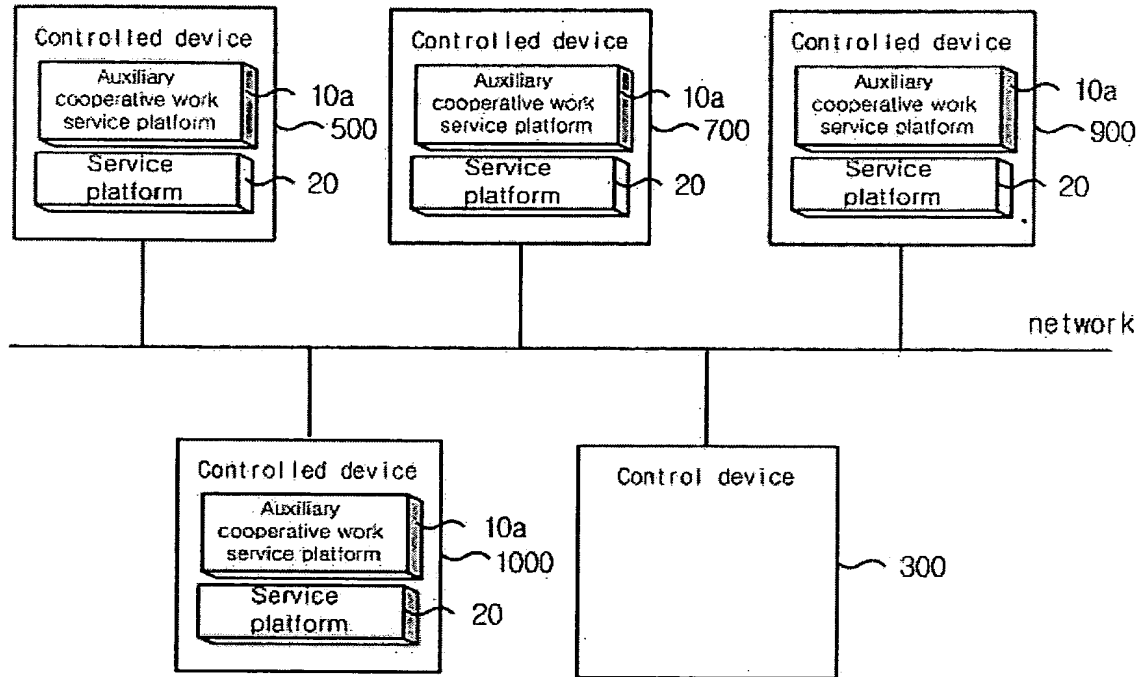 Controlled device
Auxiliary
cooperative work
service platform
10a
500
Service
platform
20
Controlled device
Auxiliary
cooperative work
service platform
10a
700
Service
platform
20
Controlled device
Auxiliary
cooperative work
service platform
10a
900
Service
platform
20
network
Controlled device
Auxiliary
cooperative work
service platform
10a
1000
Service
platform
20
Control device
300